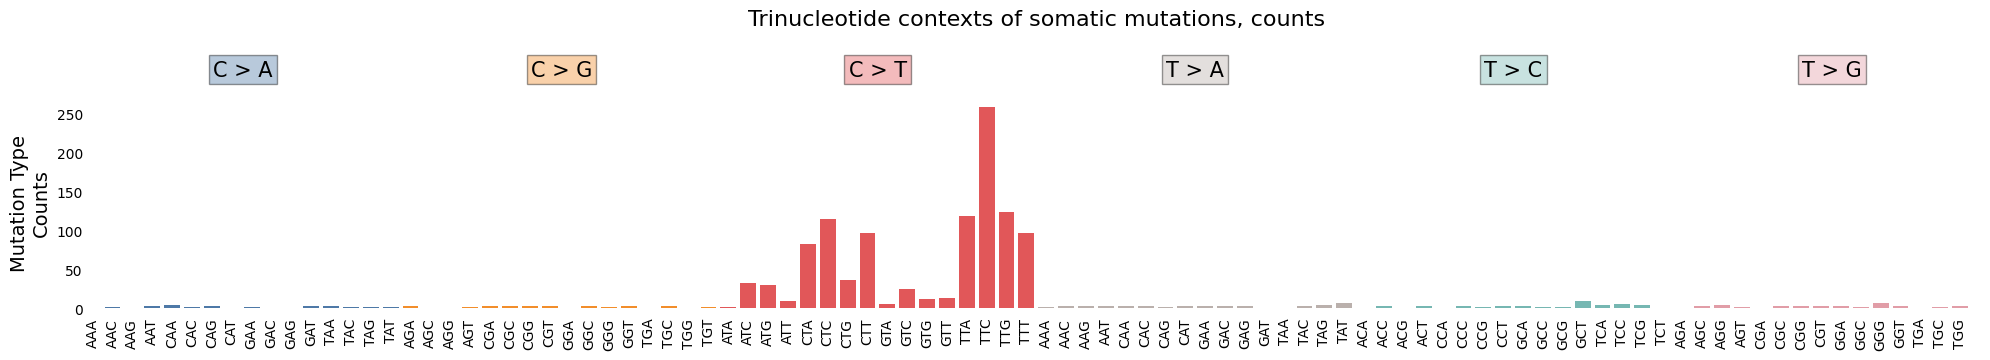 Trinucleotide contexts of somatic mutations, counts
C > A
C > G
C > T
T > A
T > C
T > G
Mutation Type
Counts
250
200
150
100
50
0
AAA
AAC
AAG
AAT
CAA
CAC
CAG
CAT
GAA
GAC
GAG
GAT
TAA
TAC
TAG
TAT
AGA
AGC
AGG
AGT
CGA
CGC
CGG
CGT
GGA
GGC
GGG
GGT
TGA
TGC
TGG
TGT
ATA
ATC
ATG
ATT
CTA
CTC
CTG
CTT
GTA
GTC
GTG
GTT
TTA
TTC
TTG
TTT
AAA
AAC
AAG
AAT
CAA
CAC
CAG
CAT
GAA
GAC
GAG
GAT
TAA
TAC
TAG
TAT
ACA
ACC
ACG
ACT
CCA
CCC
CCG
CCT
GCA
GCC
GCG
GCT
TCA
TCC
TCG
TCT
AGA
AGC
AGG
AGT
CGA
CGC
CGG
CGT
GGA
GGC
GGG
GGT
TGA
TGC
TGG